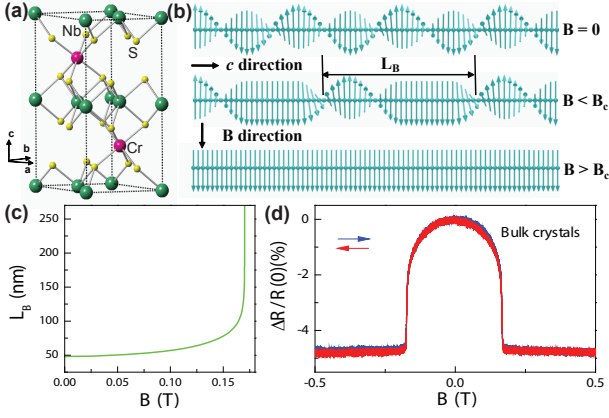 (a)
Nb
S
Cr
c
b
a
(b)
B = 0
c direction
L_B
B < B_c
B direction
B > B_c
(c)
250
200
150
100
50
L_B (nm)
0.00 0.05 0.10 0.15
B (T)
(d)
Bulk crystals
0
-2
-4
ΔR/R(0)(%)
-0.5 0.0 0.5
B (T)